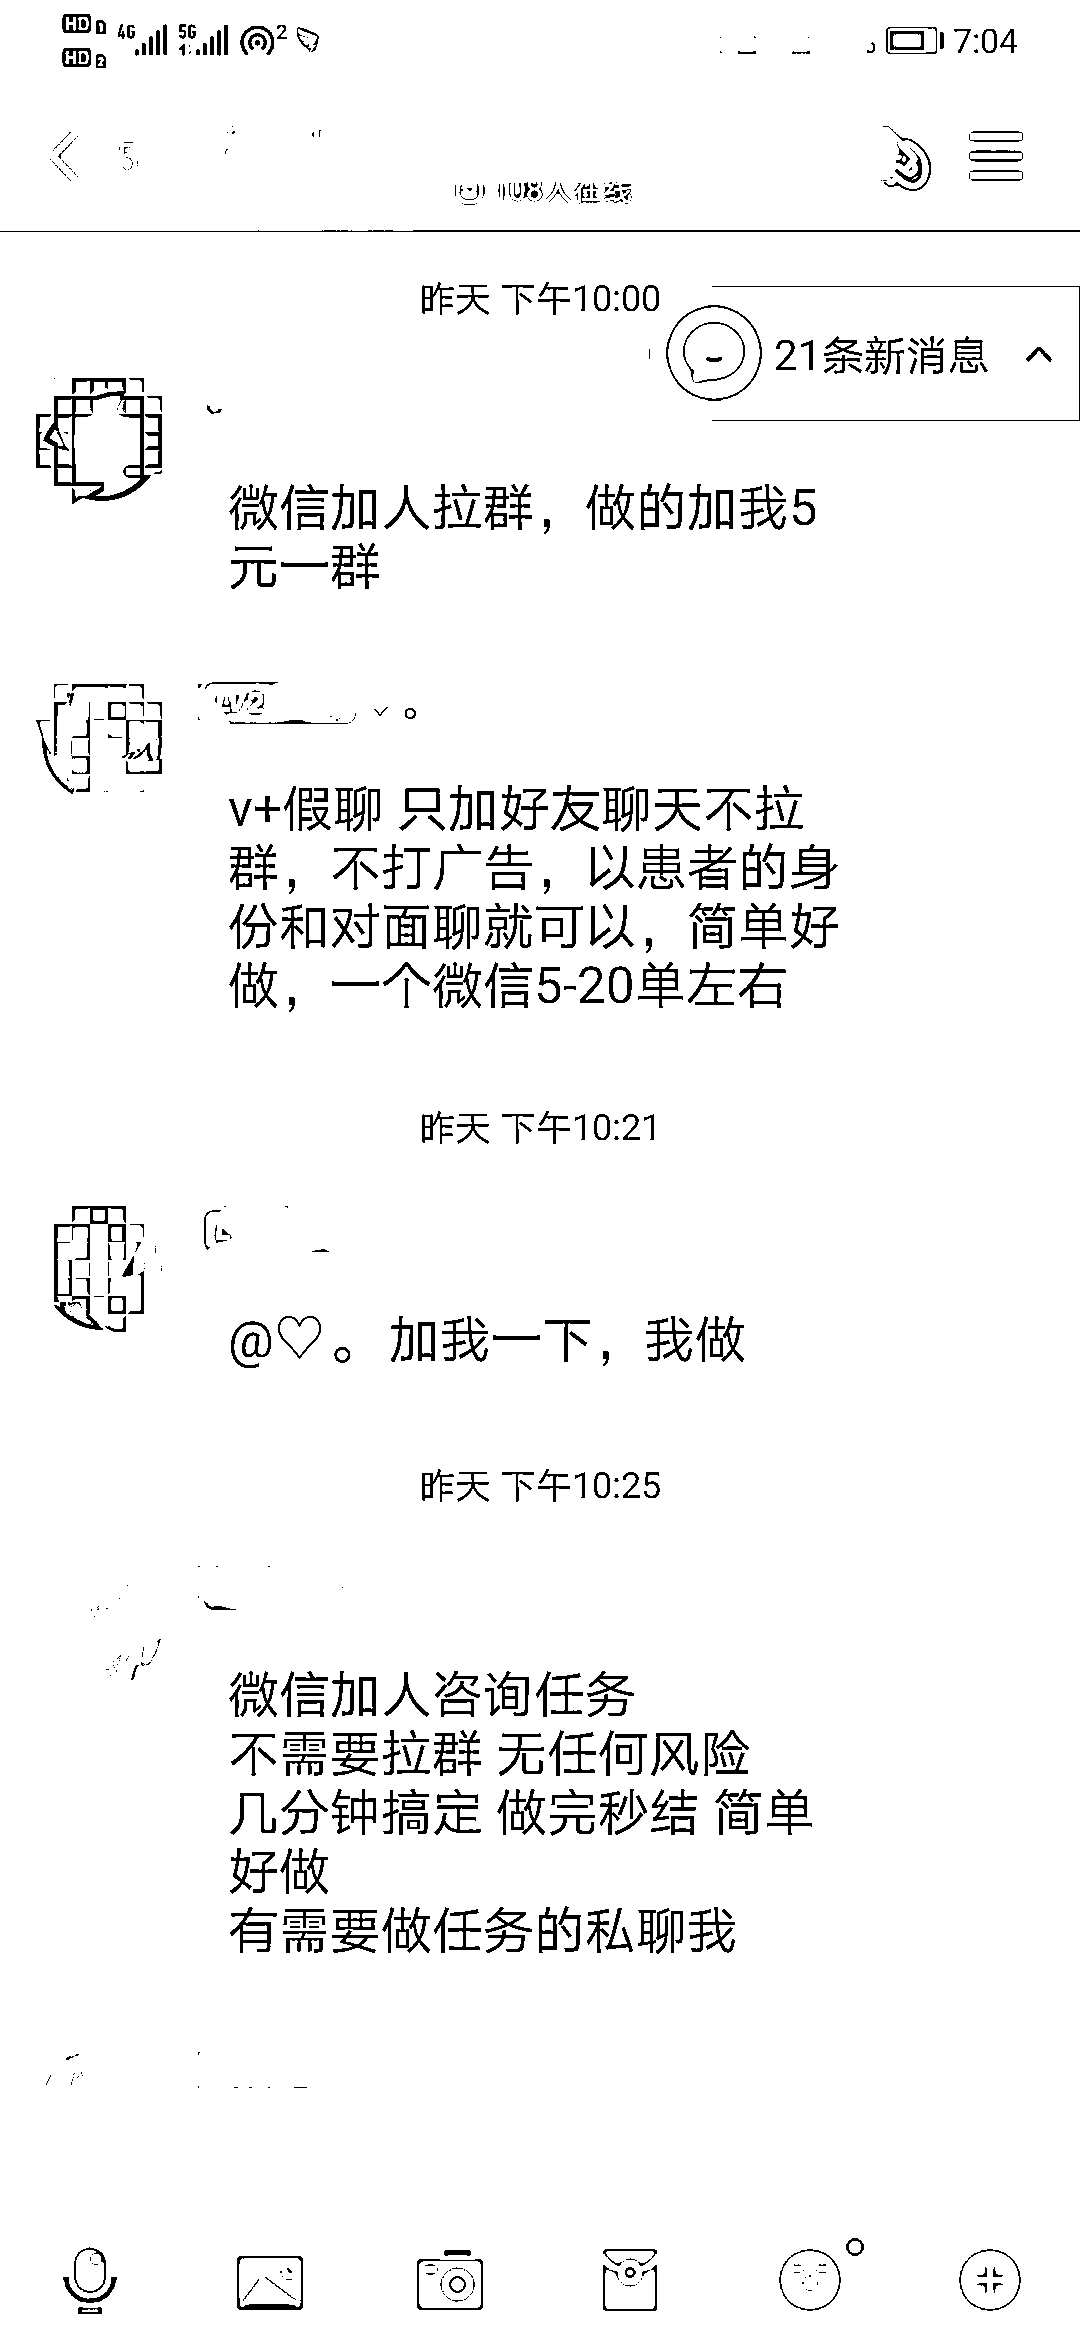 HD 1 4G 5G 2 7:04
HD 2
108人在线
昨天 下午10:00
21条新消息
微信加人拉群，做的加我5
元一群
v+假聊 只加好友聊天不拉
群，不打广告，以患者的身
份和对面聊就可以，简单好
做，一个微信5-20单左右
昨天 下午10:21
@♡。加我一下，我做
昨天 下午10:25
微信加人咨询任务
不需要拉群 无任何风险
几分钟搞定 做完秒结 简单
好做
有需要做任务的私聊我